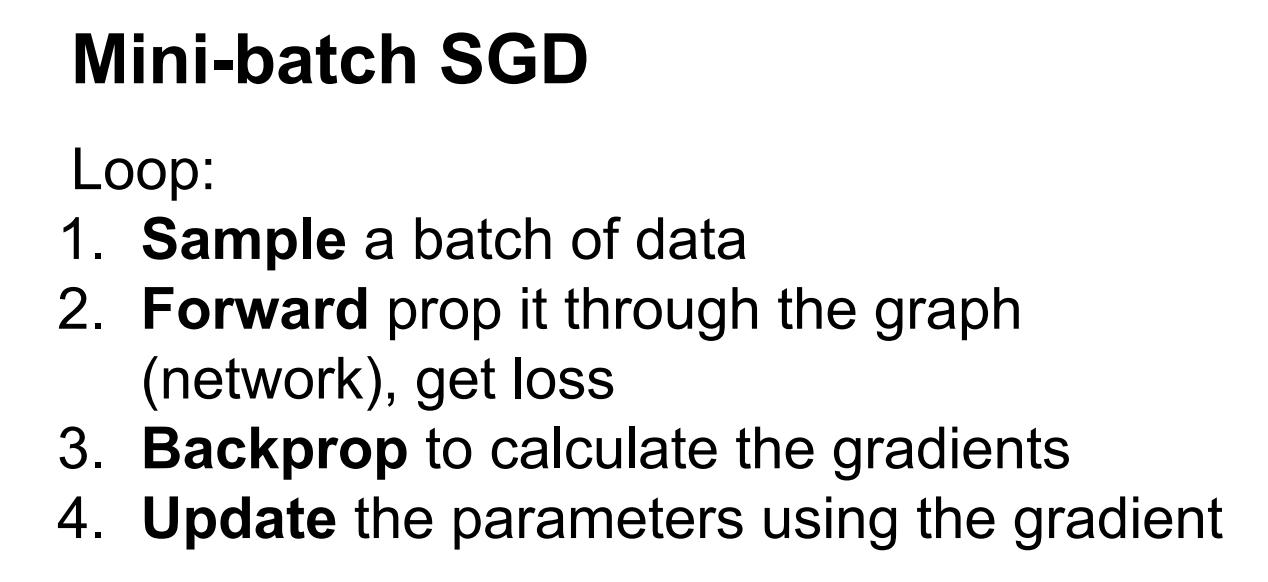 Mini-batch SGD
Loop:
1. Sample a batch of data
2. Forward prop it through the graph
(network), get loss
3. Backprop to calculate the gradients
4. Update the parameters using the gradient